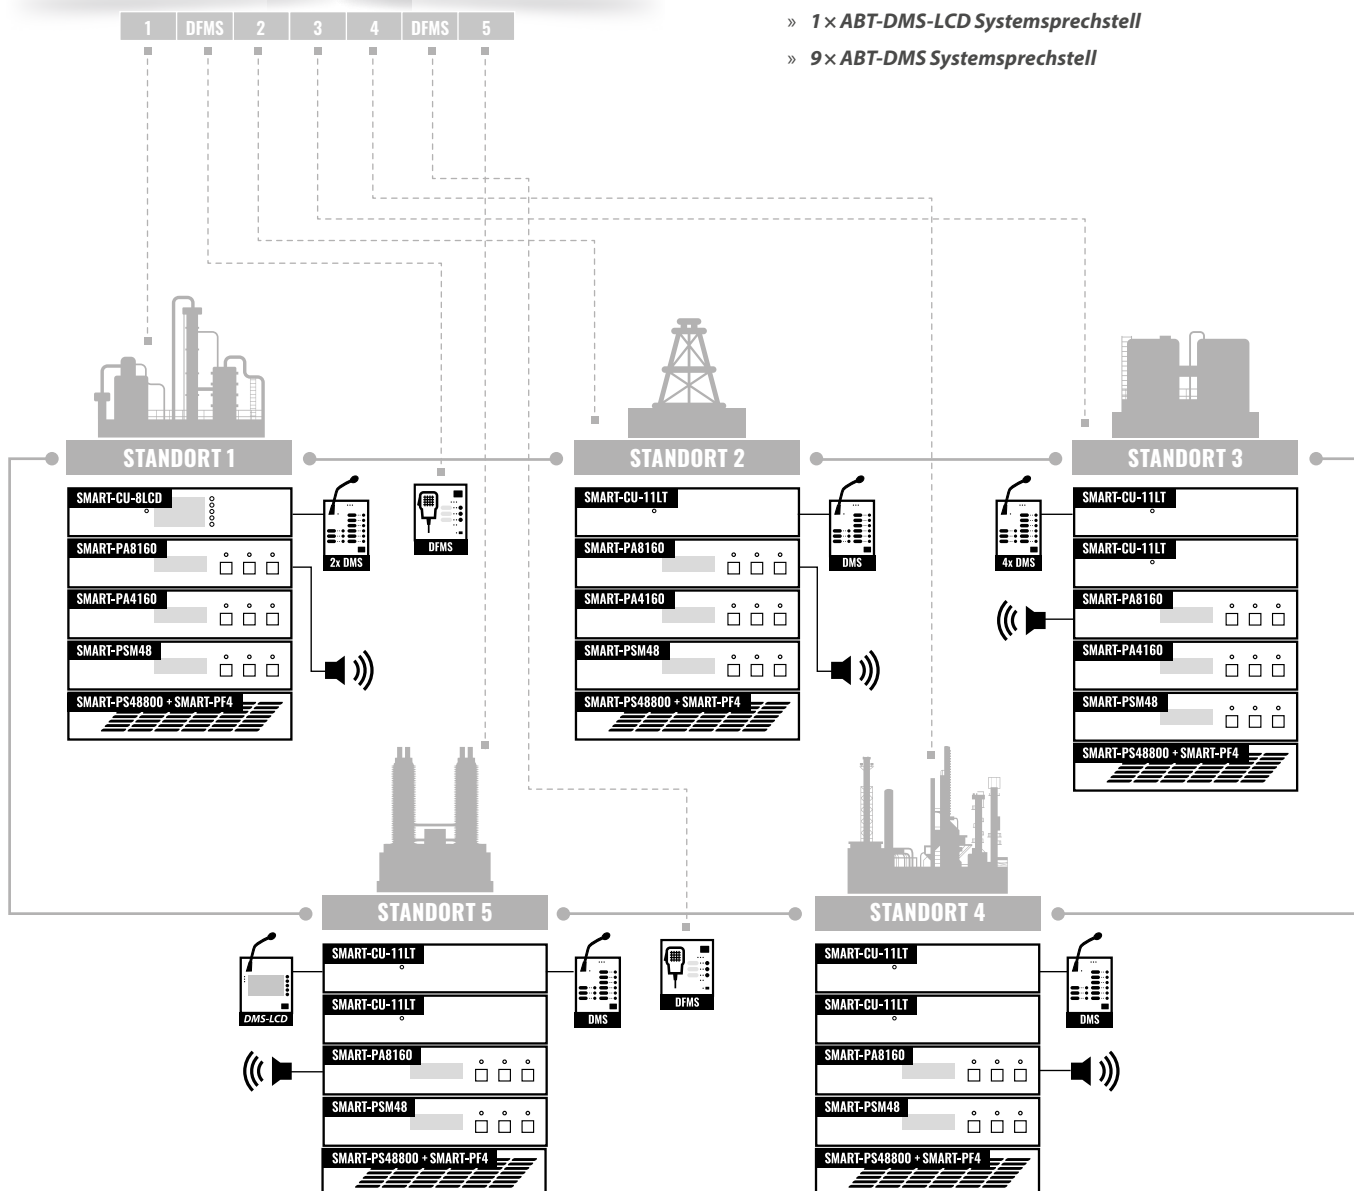 » 1 × ABT-DMS-LCD Systemsprechstell
» 9 × ABT-DMS Systemsprechstell
1 DFMS 2 3 4 DFMS 5
STANDORT 1
SMART-CU-8LCD
SMART-PA8160
SMART-PA4160
SMART-PSM48
SMART-PS48800 + SMART-PF4
2x DMS
DFMS
STANDORT 2
SMART-CU-11LT
SMART-PA8160
SMART-PA4160
SMART-PSM48
SMART-PS48800 + SMART-PF4
DMS
STANDORT 3
4x DMS
SMART-CU-11LT
SMART-CU-11LT
SMART-PA8160
SMART-PA4160
SMART-PSM48
SMART-PS48800 + SMART-PF4
STANDORT 5
DMS-LCD
SMART-CU-11LT
SMART-CU-11LT
SMART-PA8160
SMART-PSM48
SMART-PS48800 + SMART-PF4
DMS
DFMS
STANDORT 4
SMART-CU-11LT
SMART-CU-11LT
SMART-PA8160
SMART-PSM48
SMART-PS48800 + SMART-PF4
DMS